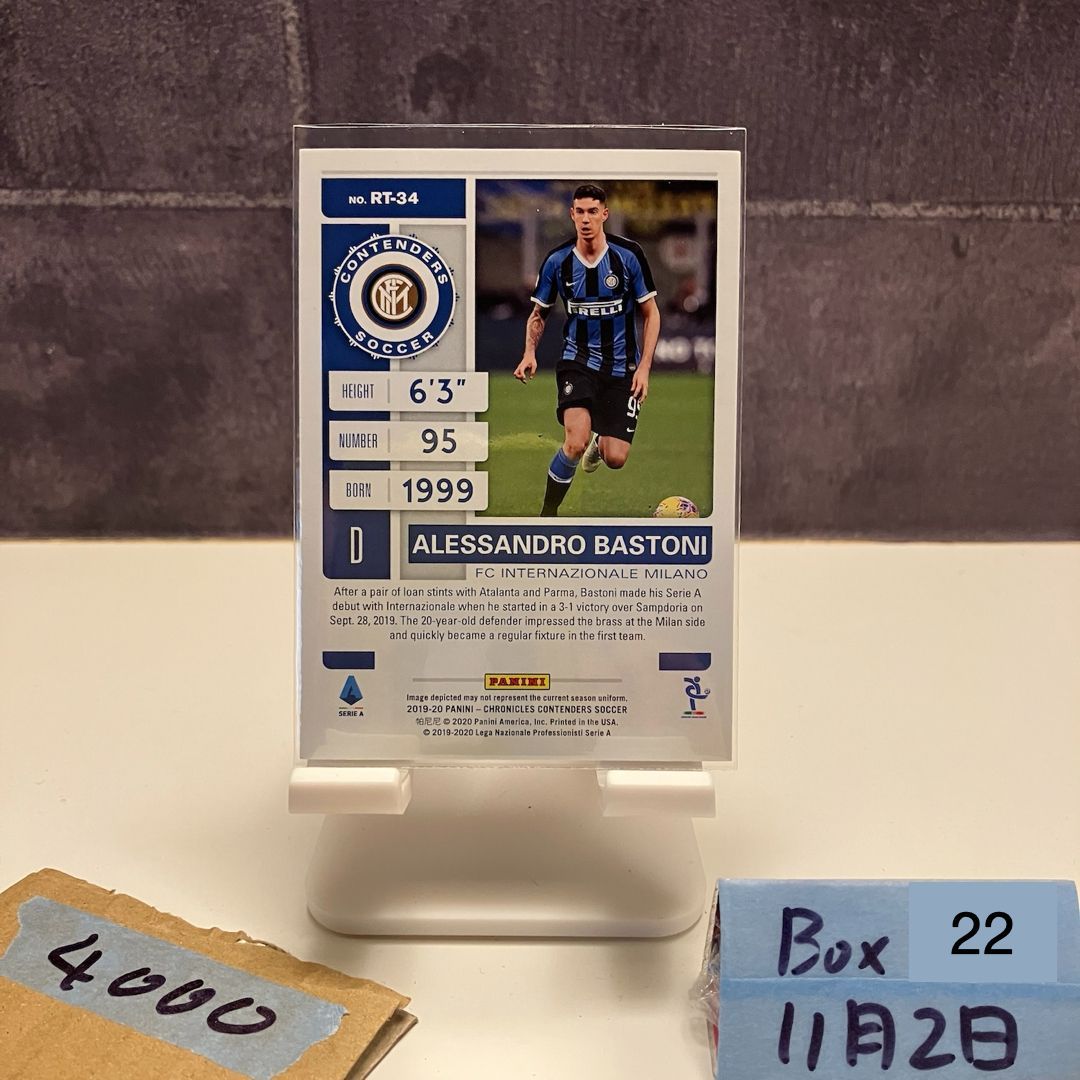 NO. RT-34
CONTENDERS
SOCCER
HEIGHT 6'3"
NUMBER 95
BORN 1999
D
PIRELLI
95
ALESSANDRO BASTONI
FC INTERNAZIONALE MILANO
After a pair of loan stints with Atalanta and Parma, Bastoni made his Serie A
debut with Internazionale when he started in a 3-1 victory over Sampdoria on
Sept. 28, 2019. The 20-year-old defender impressed the brass at the Milan side
and quickly became a regular fixture in the first team.
SERIE A
PANINI
Image depicted may not represent the current season uniform.
2019-20 PANINI – CHRONICLES CONTENDERS SOCCER
帕尼尼 © 2020 Panini America, Inc. Printed in the USA.
© 2019-2020 Lega Nazionale Professionisti Serie A
4000
Box 22
11月2日